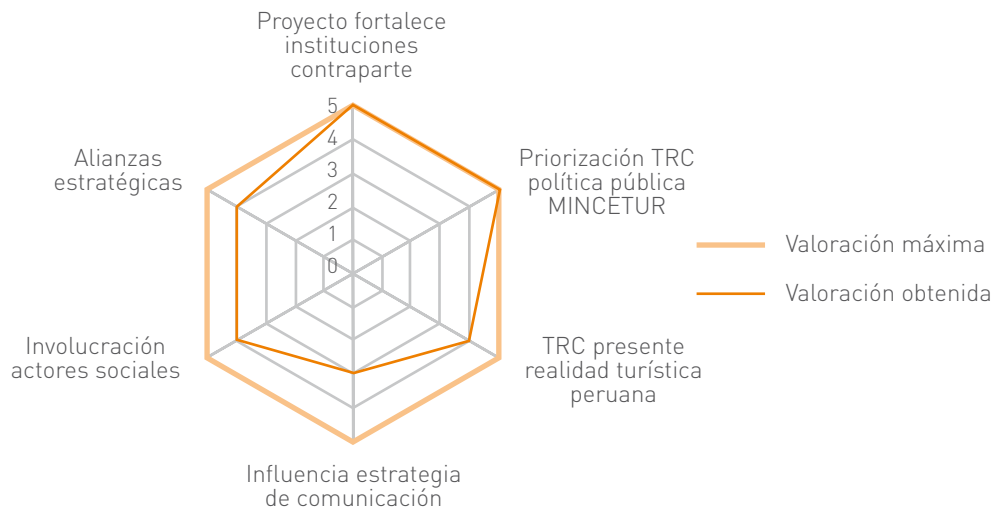 Proyecto fortalece
instituciones
contraparte
5
4
3
2
1
0
Alianzas
estratégicas
Priorización TRC
política pública
MINCETUR
Valoración máxima
Valoración obtenida
Involucración
actores sociales
TRC presente
realidad turística
peruana
Influencia estrategia
de comunicación